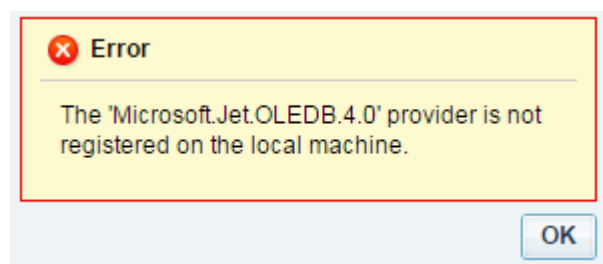 Error
The 'Microsoft.Jet.OLEDB.4.0' provider is not
registered on the local machine.
OK